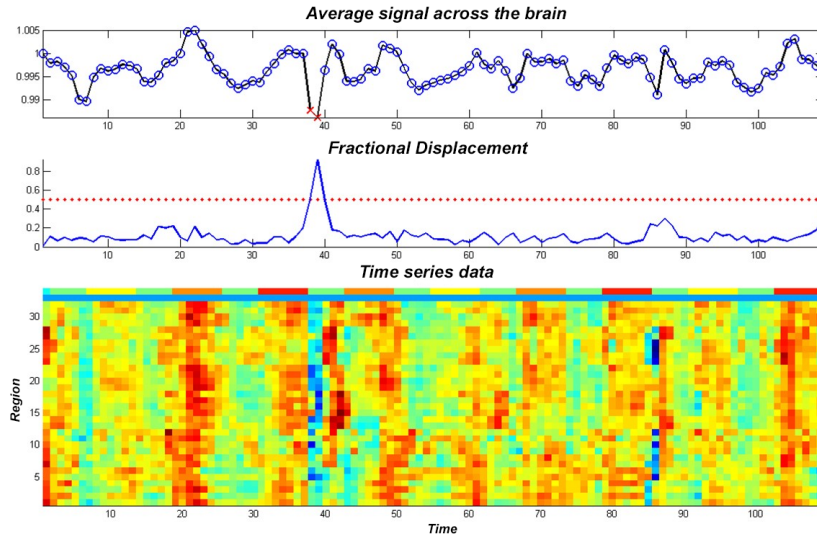 Average signal across the brain
1.005
1
0.995
0.99
10 20 30 40 50 60 70 80 90 100
Fractional Displacement
0.8
0.6
0.4
0.2
0
10 20 30 40 50 60 70 80 90 100
Time series data
Region
30
25
20
15
10
5
10 20 30 40 50 60 70 80 90 100
Time